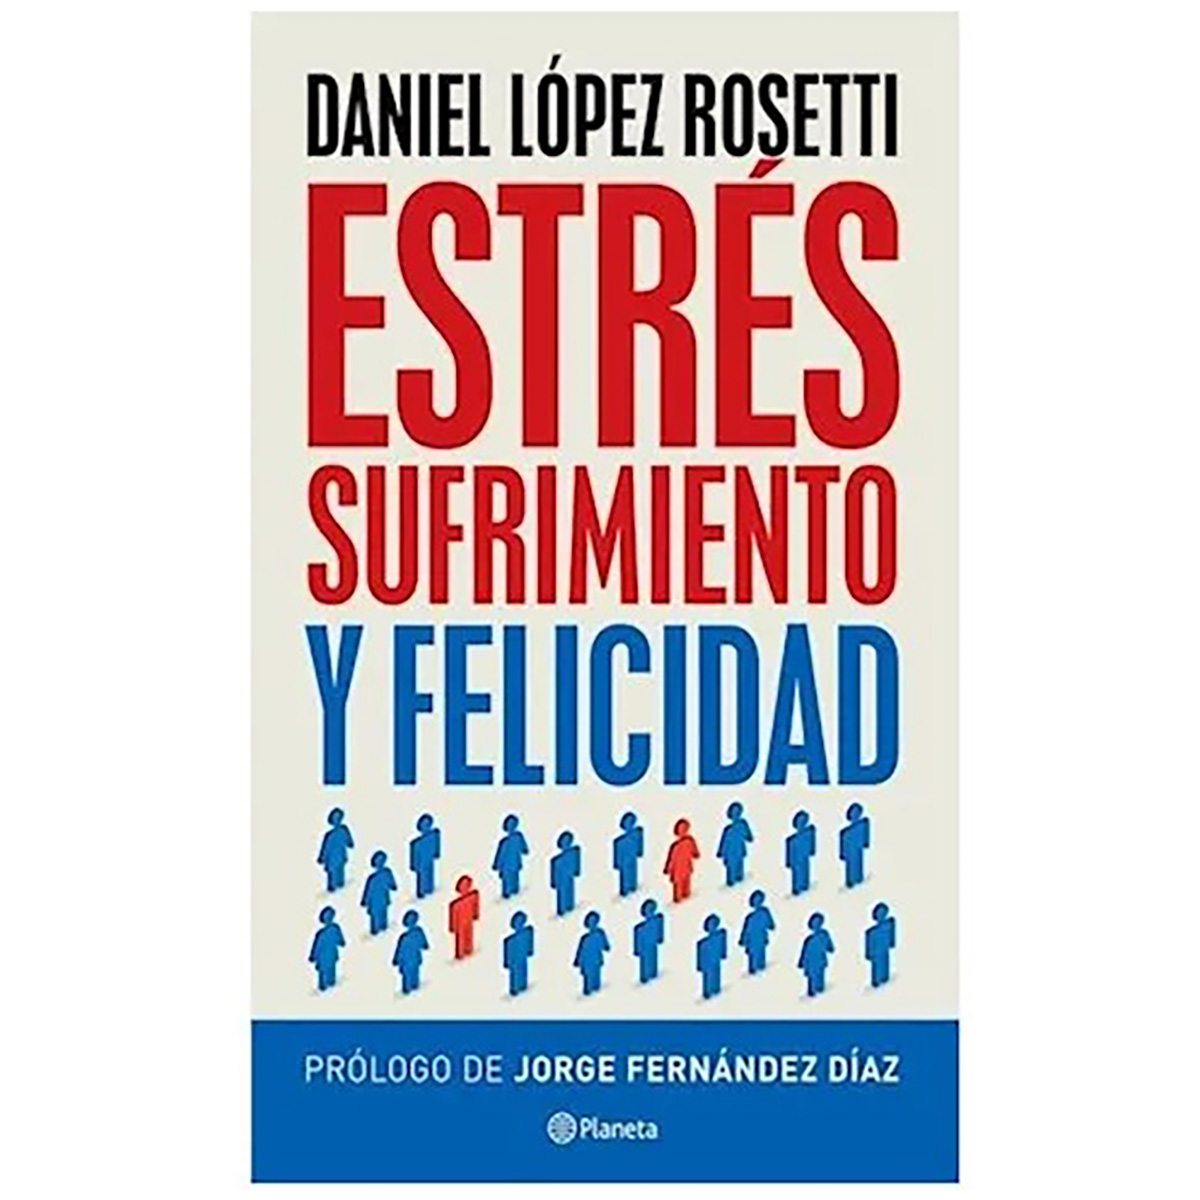 DANIEL LÓPEZ ROSETTI
ESTRÉS
SUFRIMIENTO
Y FELICIDAD
PRÓLOGO DE JORGE FERNÁNDEZ DÍAZ
Planeta